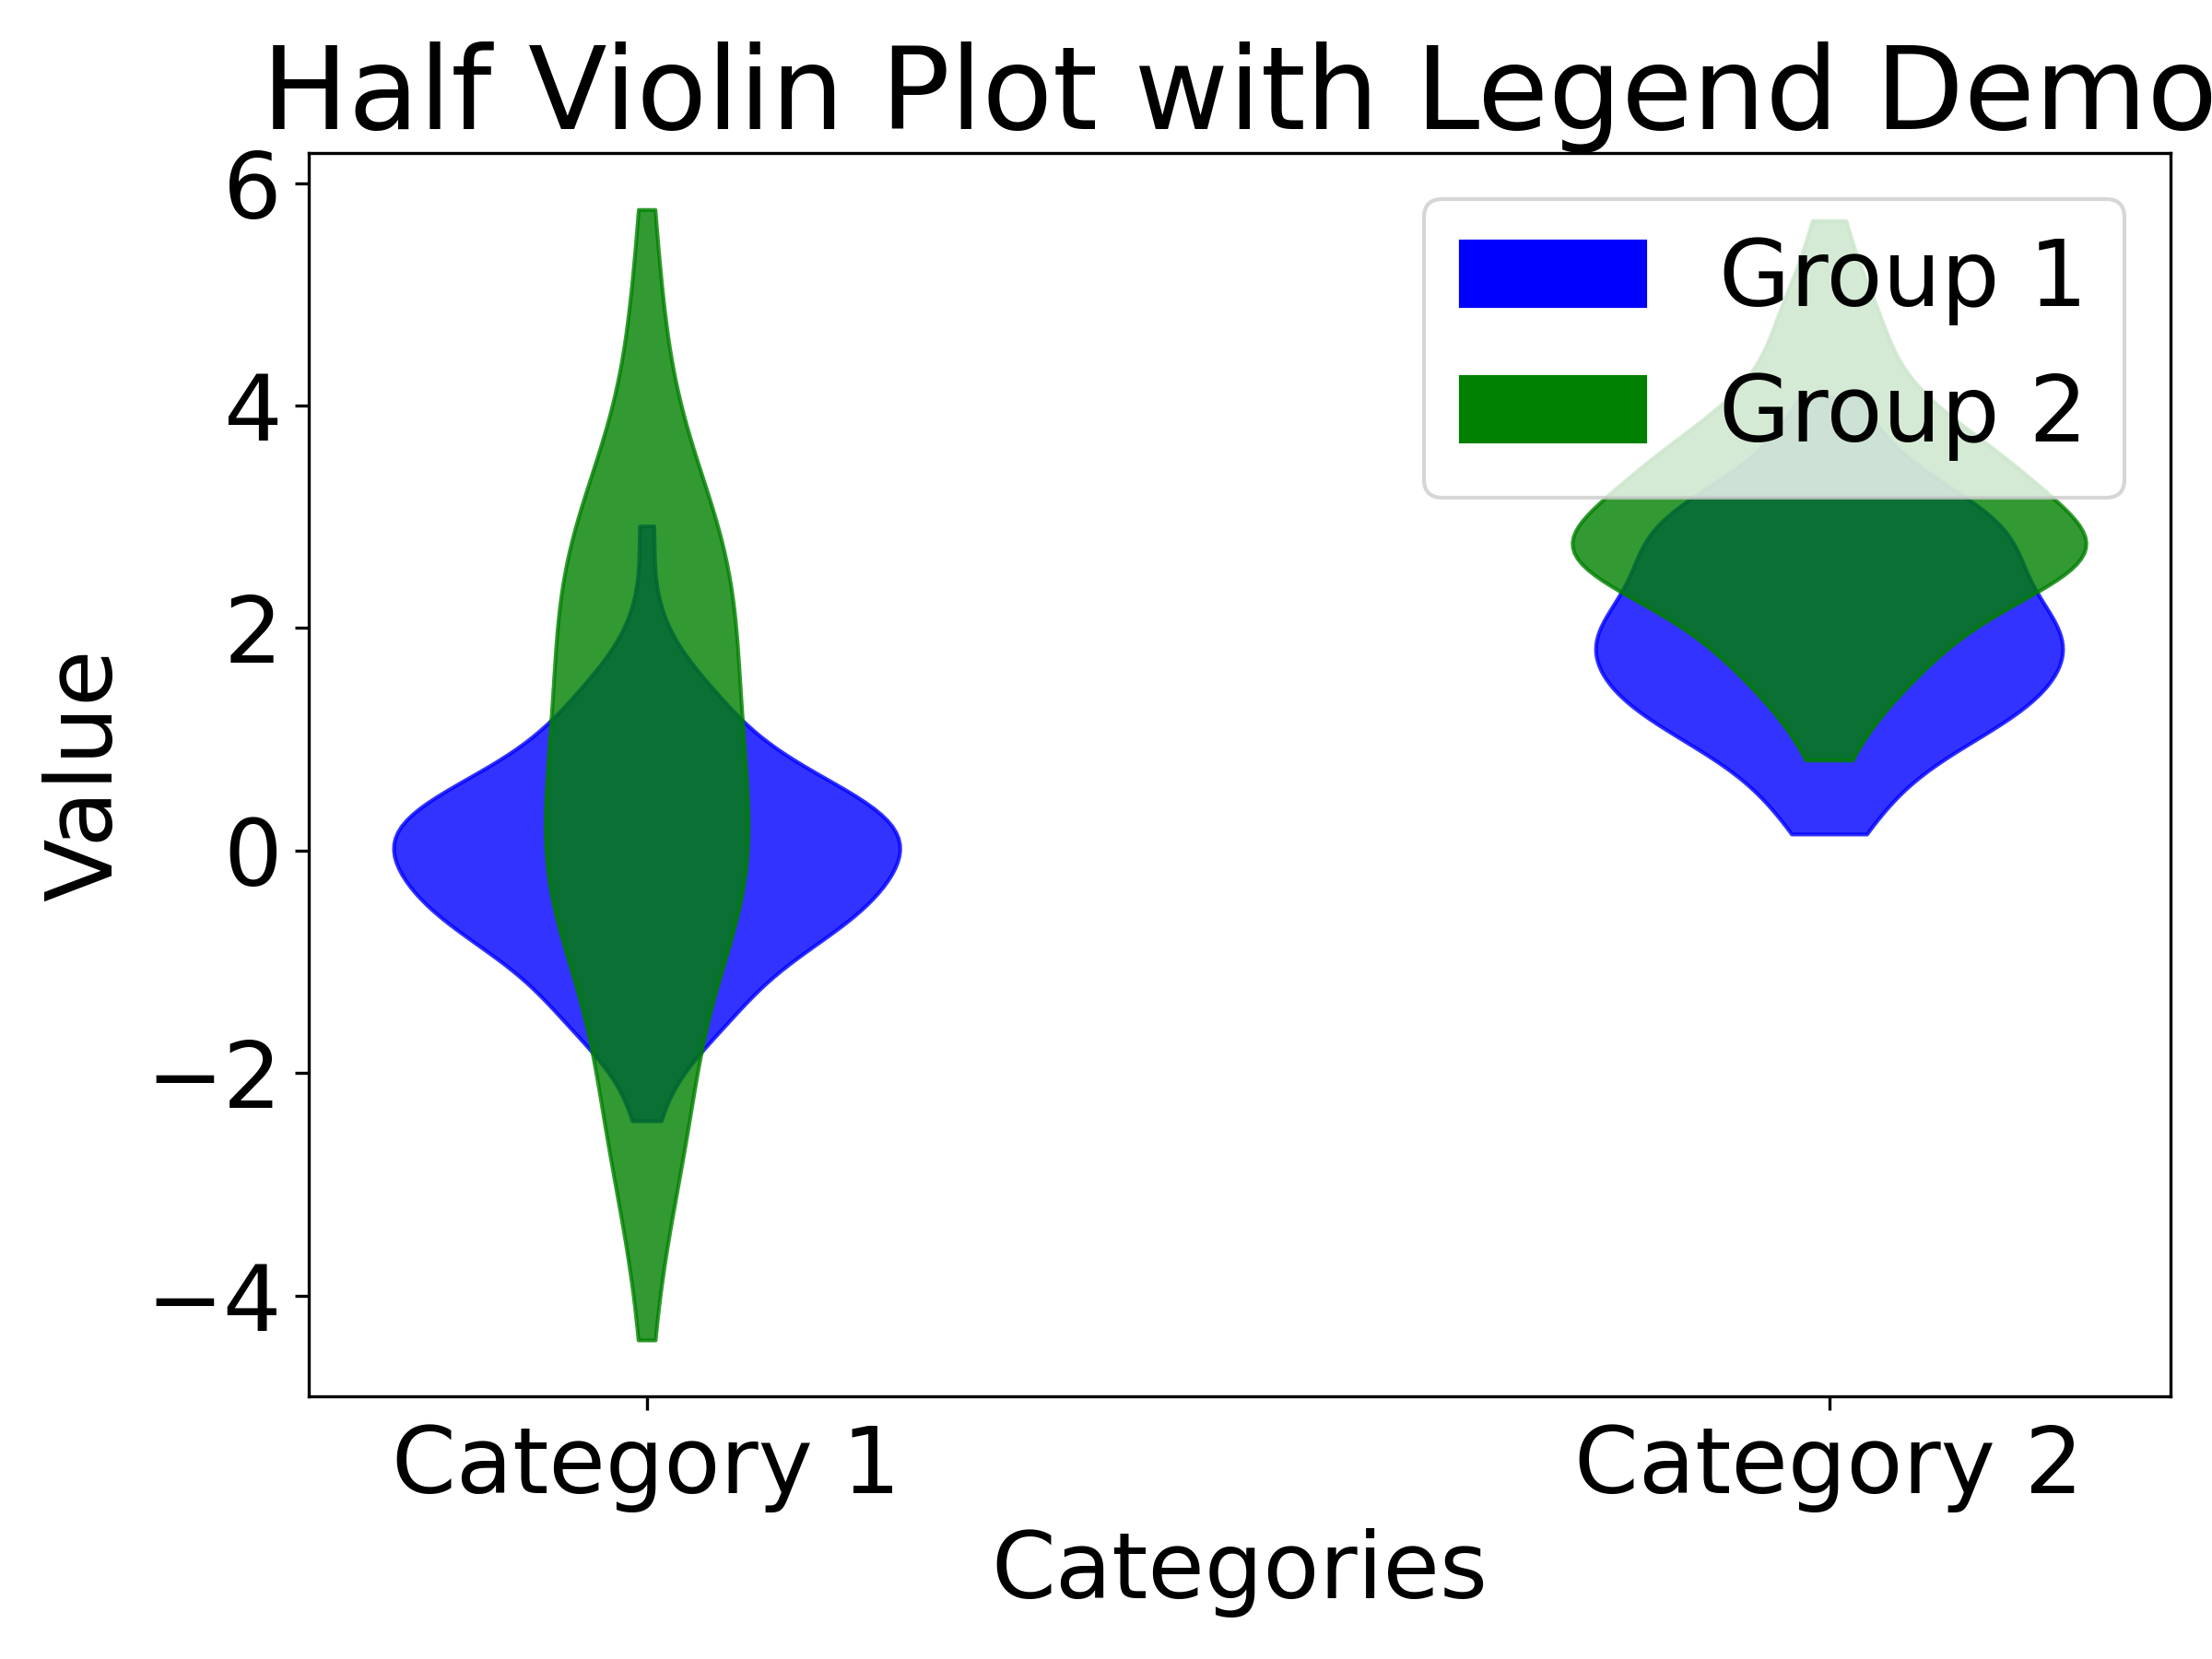 Half Violin Plot with Legend Demo
6
4
2
0
−2
−4
Value
Group 1
Group 2
Category 1
Category 2
Categories